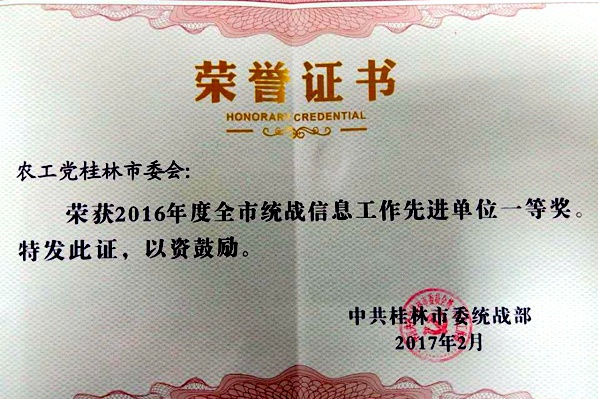 荣誉证书
HONORARY CREDENTIAL
农工党桂林市委会:
荣获2016年度全市统战信息工作先进单位一等奖。
特发此证，以资鼓励。
中共桂林市委统战部
2017年2月